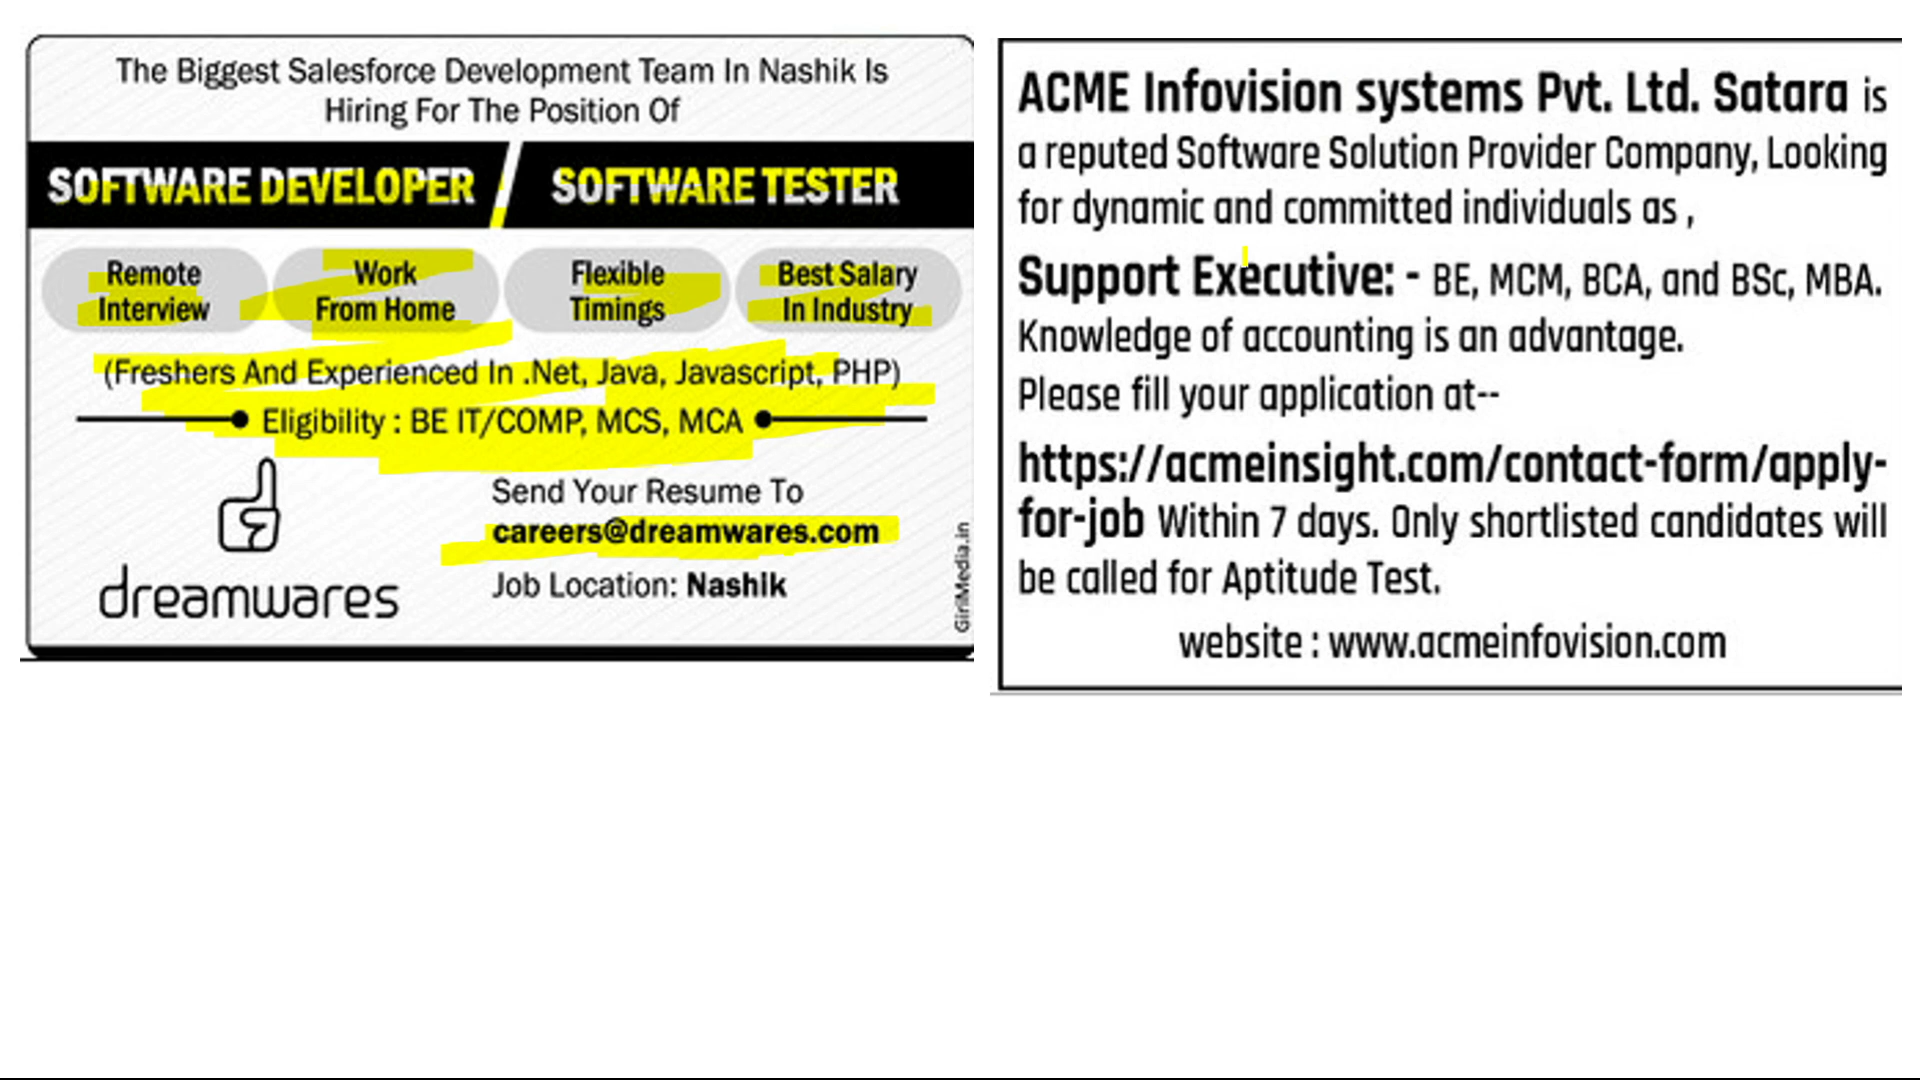 The Biggest Salesforce Development Team In Nashik Is
Hiring For The Position Of
SOFTWARE DEVELOPER / SOFTWARE TESTER
Remote Interview
Work From Home
Flexible Timings
Best Salary In Industry
(Freshers And Experienced In .Net, Java, Javascript, PHP)
Eligibility : BE IT/COMP, MCS, MCA
Send Your Resume To
careers@dreamwares.com
Job Location: Nashik
dreamwares
GirlMedia.in
ACME Infovision systems Pvt. Ltd. Satara is
a reputed Software Solution Provider Company, Looking
for dynamic and committed individuals as ,
Support Executive: - BE, MCM, BCA, and BSc, MBA.
Knowledge of accounting is an advantage.
Please fill your application at--
https://acmeinsight.com/contact-form/apply-
for-job Within 7 days. Only shortlisted candidates will
be called for Aptitude Test.
website : www.acmeinfovision.com